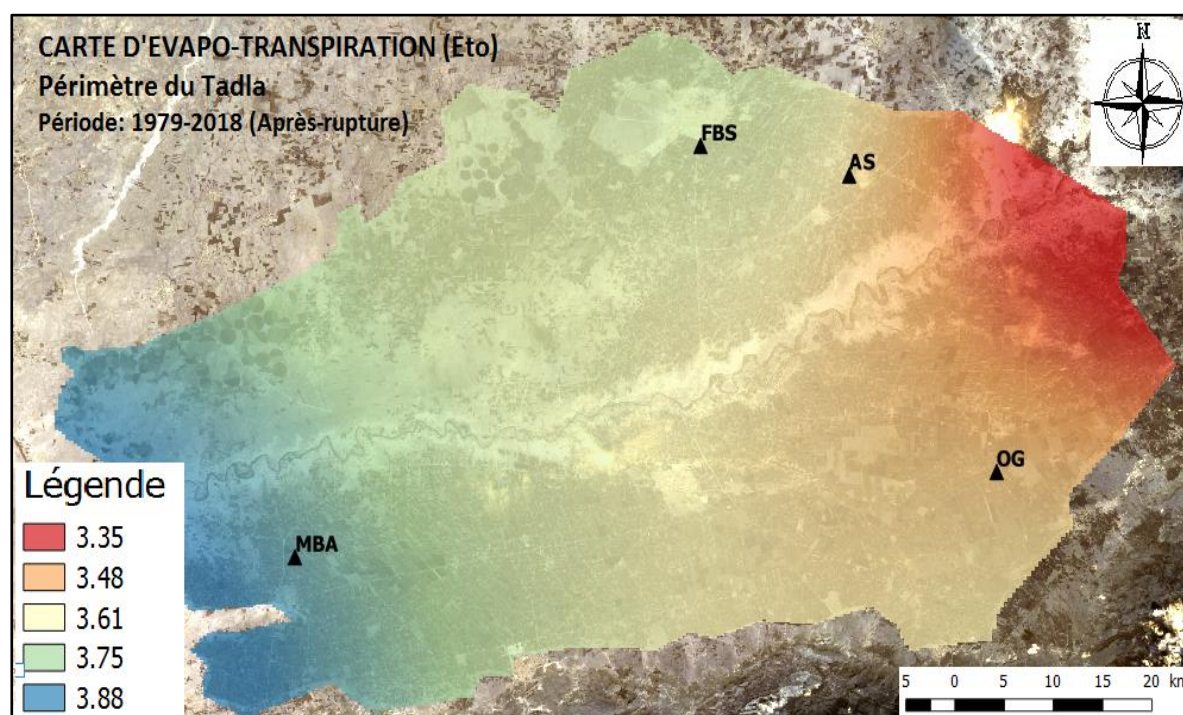 CARTE D'EVAPO-TRANSPIRATION (Eto)
Périmètre du Tadla
Période: 1979-2018 (Après-rupture)
N
FBS
AS
OG
MBA
Légende
3.35
3.48
3.61
3.75
3.88
5 0 5 10 15 20 km